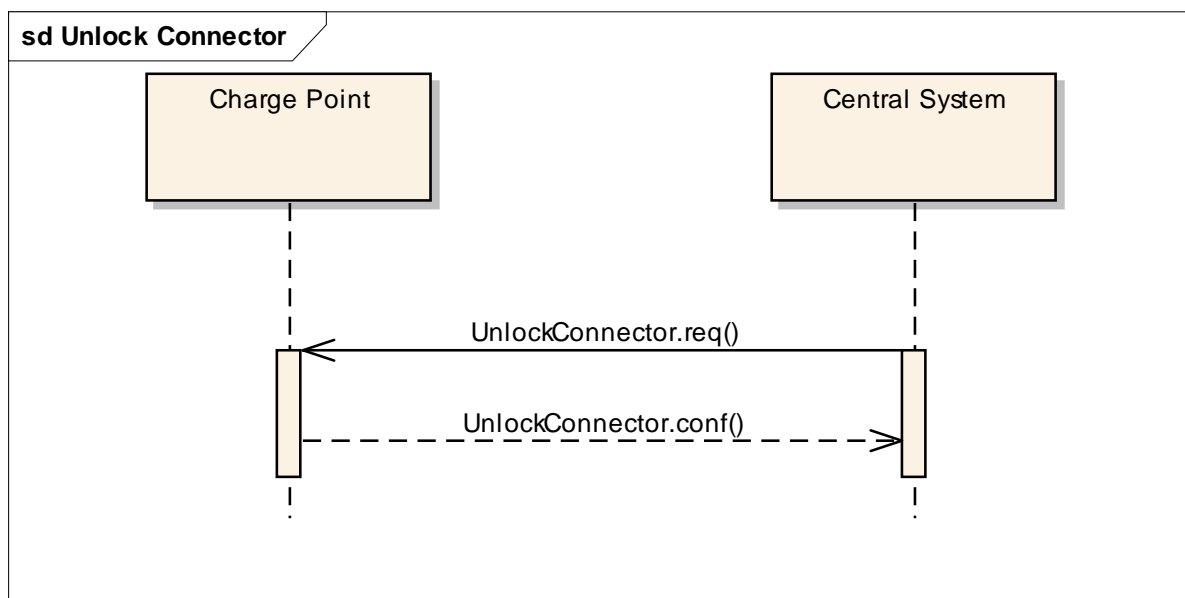 sd Unlock Connector
Charge Point
Central System
UnlockConnector.req()
UnlockConnector.conf()